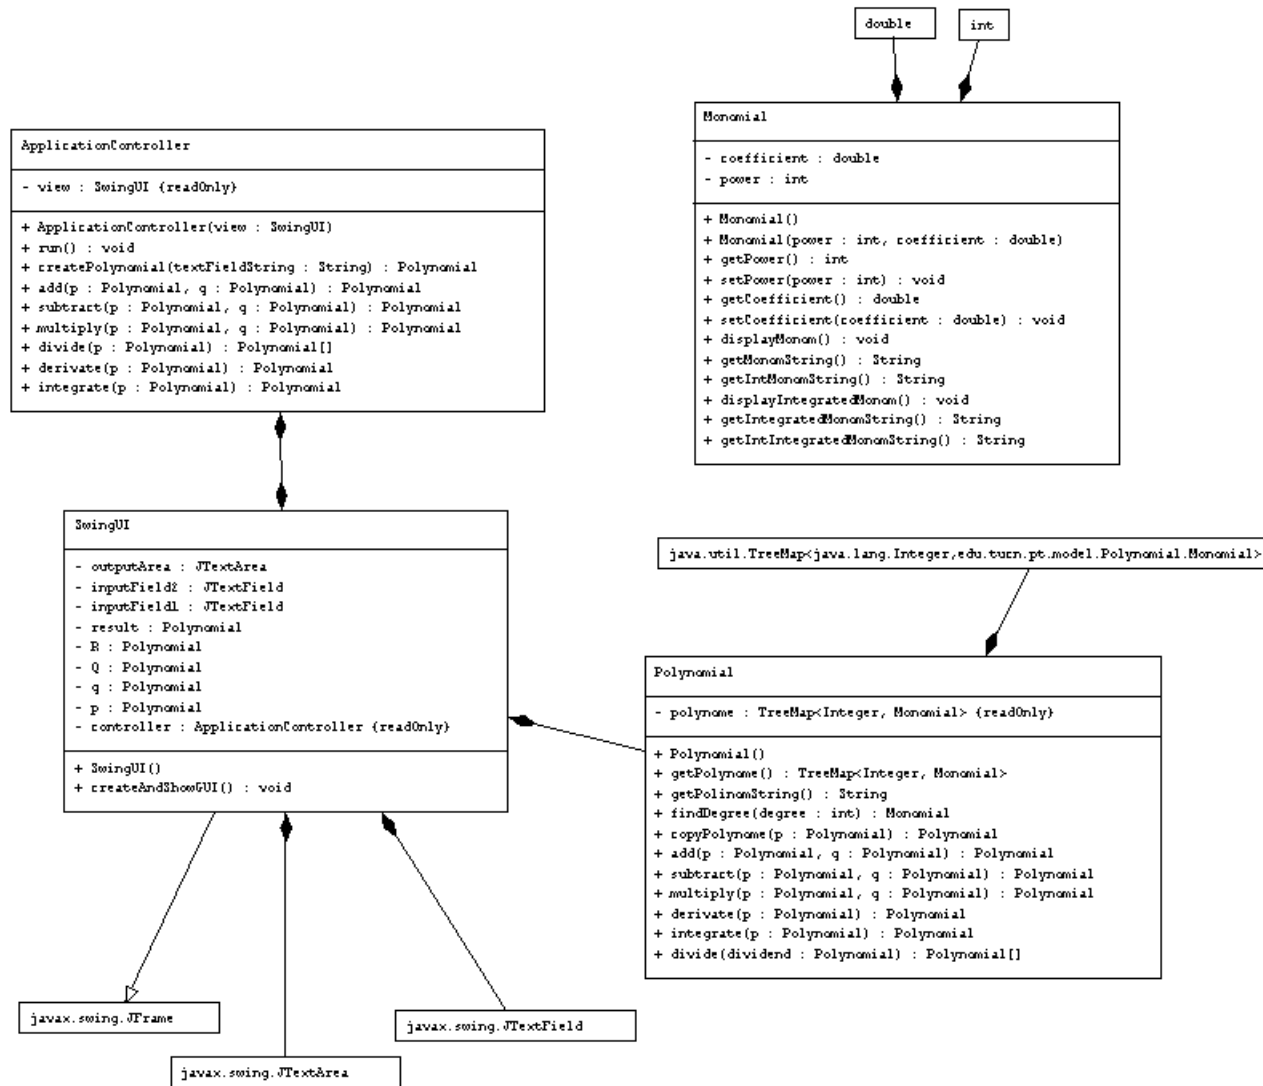 double
int
Monomial
- coefficient : double
- power : int
+ Monomial()
+ Monomial(power : int, coefficient : double)
+ getPower() : int
+ setPower(power : int) : void
+ getCoefficient() : double
+ setCoefficient(coefficient : double) : void
+ displayMonom() : void
+ getMonomString() : String
+ getIntMonomString() : String
+ displayIntegratedMonom() : void
+ getIntegratedMonomString() : String
+ getIntIntegratedMonomString() : String
ApplicationController
- view : SwingUI {readOnly}
+ ApplicationController(view : SwingUI)
+ run() : void
+ createPolynomial(textFieldString : String) : Polynomial
+ add(p : Polynomial, q : Polynomial) : Polynomial
+ subtract(p : Polynomial, q : Polynomial) : Polynomial
+ multiply(p : Polynomial, q : Polynomial) : Polynomial
+ divide(p : Polynomial) : Polynomial[]
+ derivate(p : Polynomial) : Polynomial
+ integrate(p : Polynomial) : Polynomial
SwingUI
- outputArea : JTextArea
- inputField2 : JTextField
- inputField1 : JTextField
- result : Polynomial
- R : Polynomial
- Q : Polynomial
- q : Polynomial
- p : Polynomial
- controller : ApplicationController {readOnly}
+ SwingUI()
+ createAndShowGUI() : void
java.util.TreeMap<java.lang.Integer,edu.tucn.pt.model.Polynomial.Monomial>
Polynomial
- polynome : TreeMap<Integer, Monomial> {readOnly}
+ Polynomial()
+ getPolynome() : TreeMap<Integer, Monomial>
+ getPolinomString() : String
+ findDegree(degree : int) : Monomial
+ copyPolynome(p : Polynomial) : Polynomial
+ add(p : Polynomial, q : Polynomial) : Polynomial
+ subtract(p : Polynomial, q : Polynomial) : Polynomial
+ multiply(p : Polynomial, q : Polynomial) : Polynomial
+ derivate(p : Polynomial) : Polynomial
+ integrate(p : Polynomial) : Polynomial
+ divide(dividend : Polynomial) : Polynomial[]
javax.swing.JFrame
javax.swing.JTextField
javax.swing.JTextArea